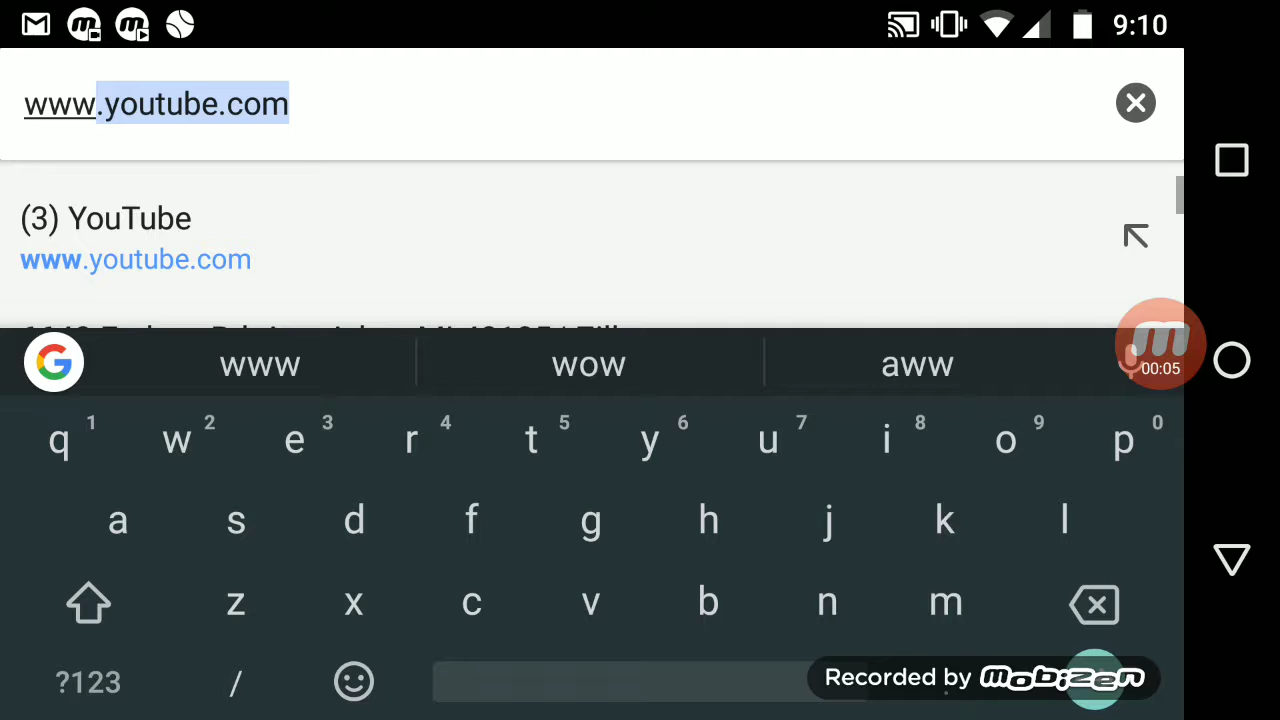 9:10
www.youtube.com
(3) YouTube
www.youtube.com
www wow aww
00:05
q 1 w 2 e 3 r 4 t 5 y 6 u 7 i 8 o 9 p 0
a s d f g h j k l
z x c v b n m
?123 / .
Recorded by mobizen